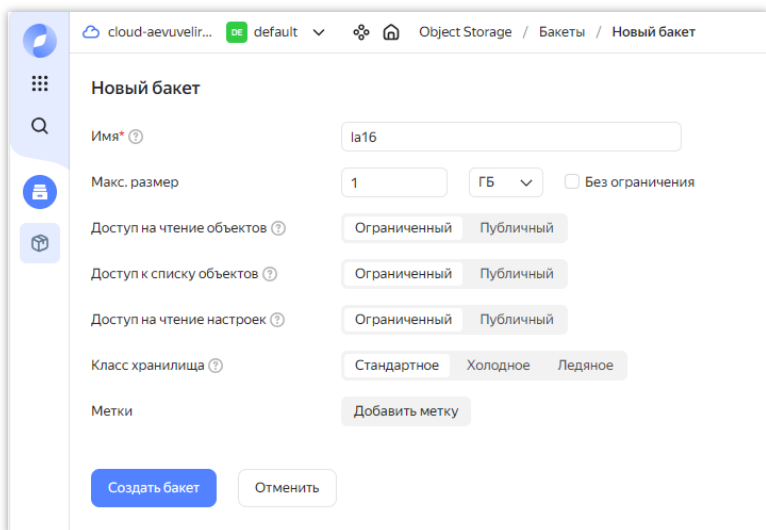 cloud-aevuvelir... DE default Object Storage / Бакеты / Новый бакет
Новый бакет
Имя* la16
Макс. размер 1 ГБ Без ограничения
Доступ на чтение объектов Ограниченный Публичный
Доступ к списку объектов Ограниченный Публичный
Доступ на чтение настроек Ограниченный Публичный
Класс хранилища Стандартное Холодное Ледяное
Метки Добавить метку
Создать бакет Отменить